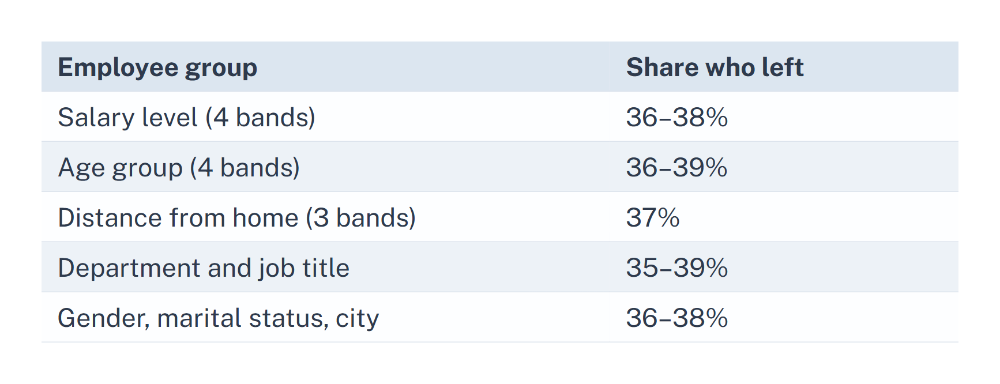 Employee group Share who left
Salary level (4 bands) 36–38%
Age group (4 bands) 36–39%
Distance from home (3 bands) 37%
Department and job title 35–39%
Gender, marital status, city 36–38%